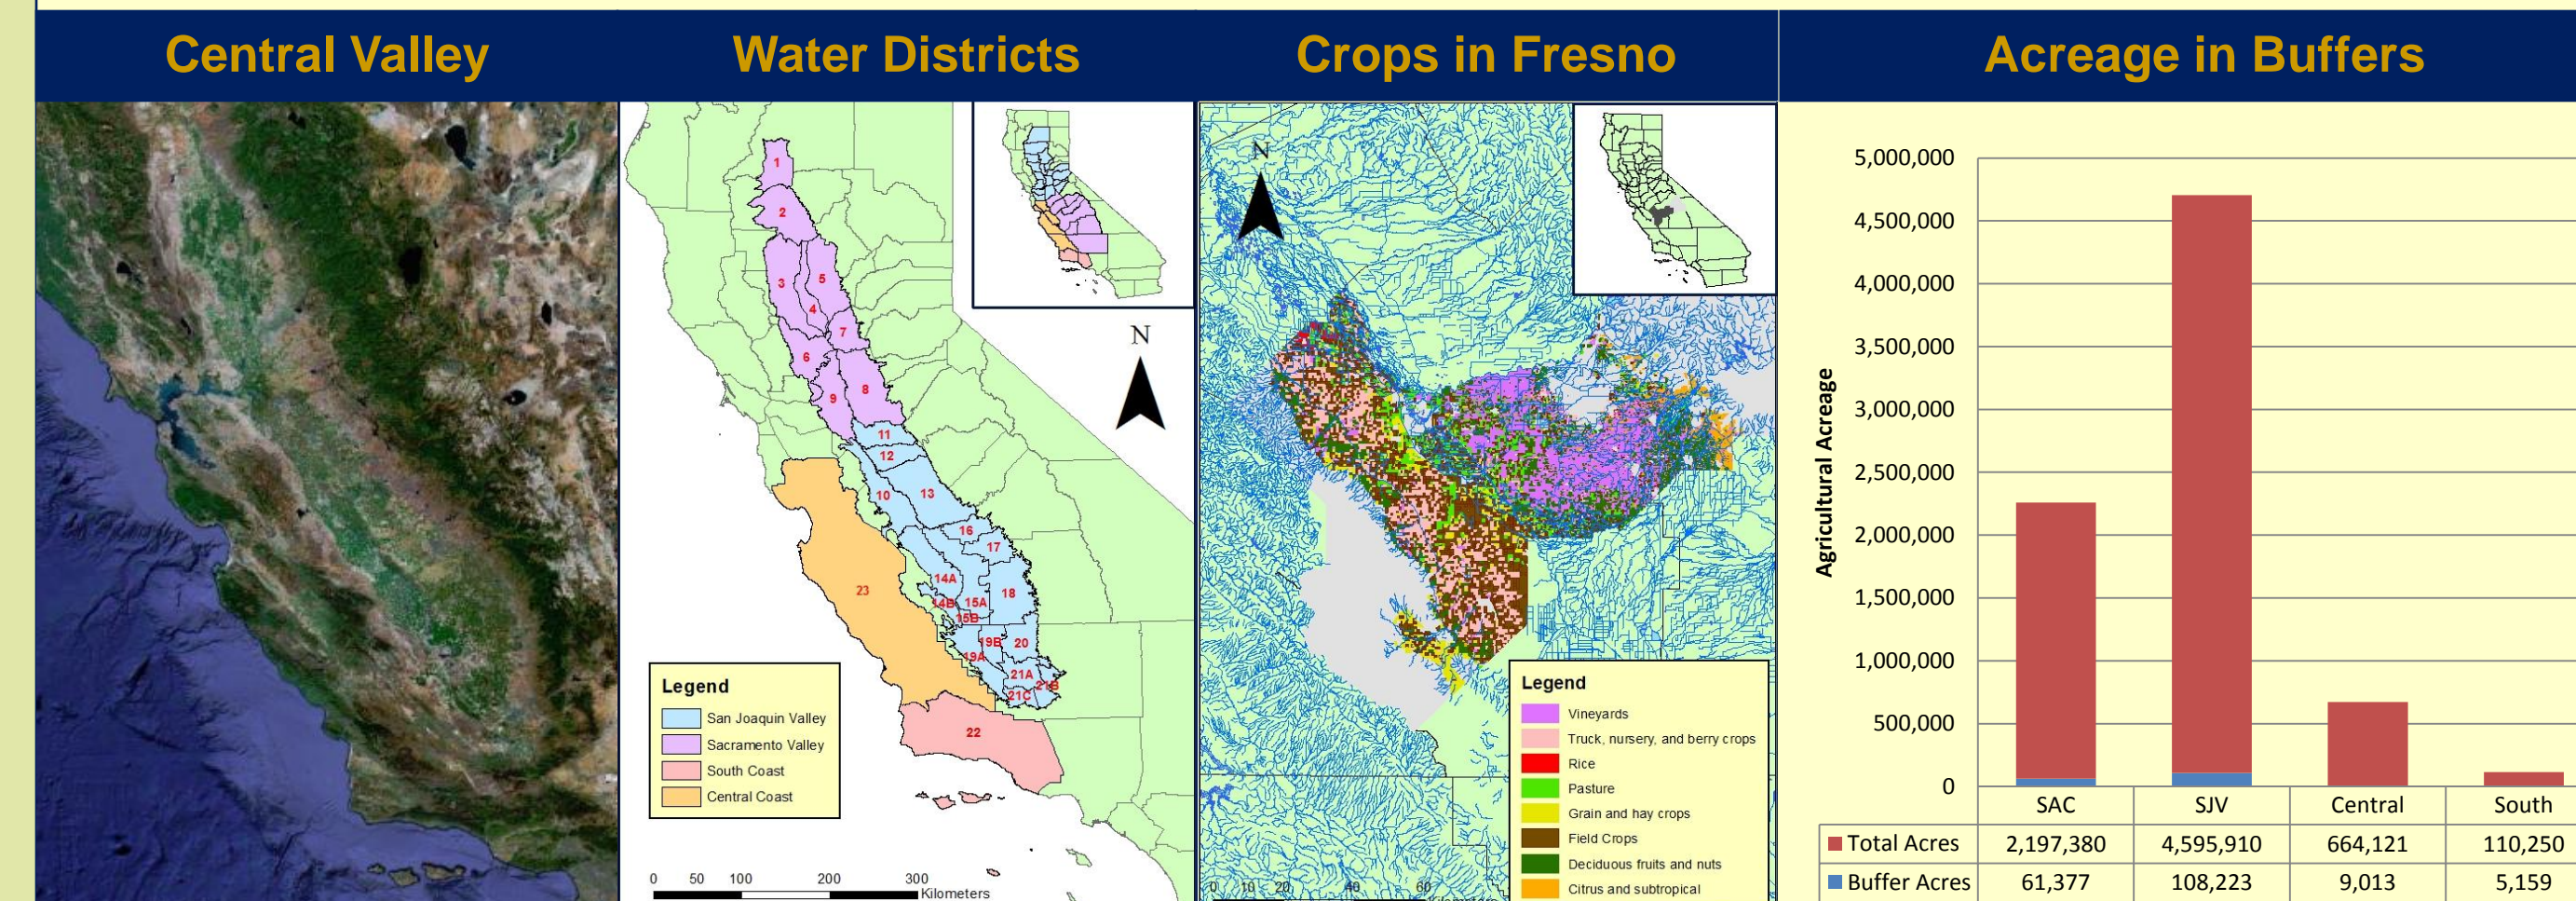 Central Valley
Water Districts
Crops in Fresno
Acreage in Buffers
1
2
3
5
4
7
6
8
9
11
12
10
13
16
17
14A
23
18
14B
15A
15B
19B
20
19A
21A
21B
21C
22
N
Legend
San Joaquin Valley
Sacramento Valley
South Coast
Central Coast
0 50 100 200 300
Kilometers
N
Legend
Vineyards
Truck, nursery, and berry crops
Rice
Pasture
Grain and hay crops
Field Crops
Deciduous fruits and nuts
Citrus and subtropical
0 10 20 40 60
Agricultural Acreage
5,000,000
4,500,000
4,000,000
3,500,000
3,000,000
2,500,000
2,000,000
1,500,000
1,000,000
500,000
0
SAC SJV Central South
Total Acres 2,197,380 4,595,910 664,121 110,250
Buffer Acres 61,377 108,223 9,013 5,159